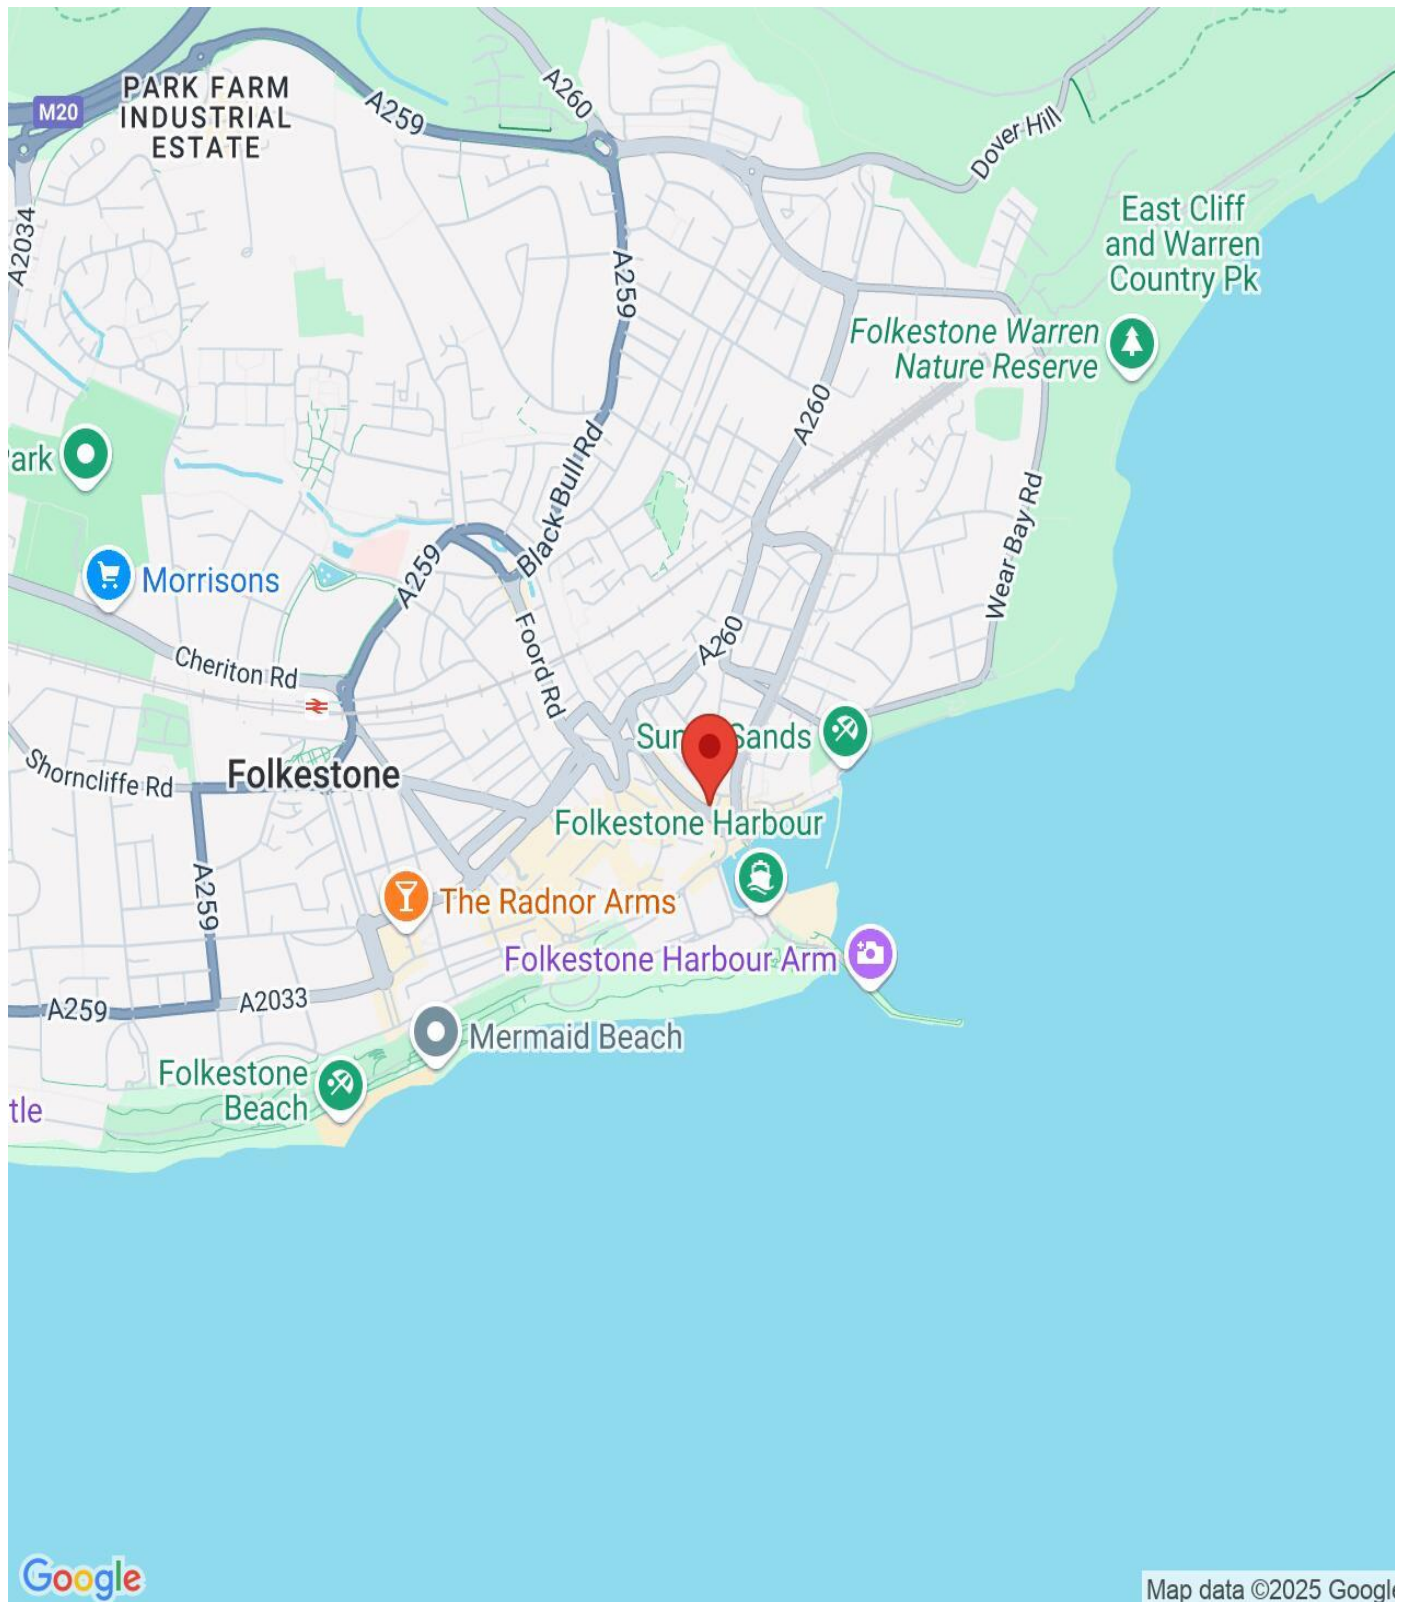 PARK FARM
INDUSTRIAL
ESTATE
M20
A259
A260
Dover Hill
A2034
East Cliff
and Warren
Country Pk
A259
Folkestone Warren
Nature Reserve
A260
ark
Black Bull Rd
Wear Bay Rd
Morrisons
A259
Foord Rd
A260
Cheriton Rd
Sands
Shorncliffe Rd
Folkestone
Folkestone Harbour
A259
The Radnor Arms
Folkestone Harbour Arm
A259
A2033
Mermaid Beach
Folkestone
Beach
tle
Google
Map data ©2025 Google